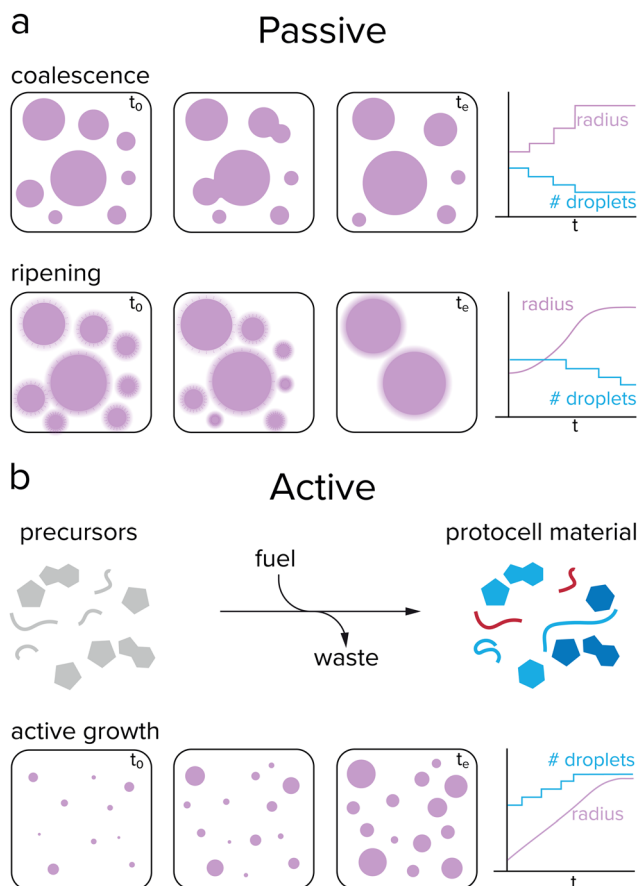 a
Passive
coalescence
t0
te
radius
# droplets
t
ripening
t0
te
radius
# droplets
t
b
Active
precursors
fuel
waste
protocell material
active growth
t0
te
# droplets
radius
t